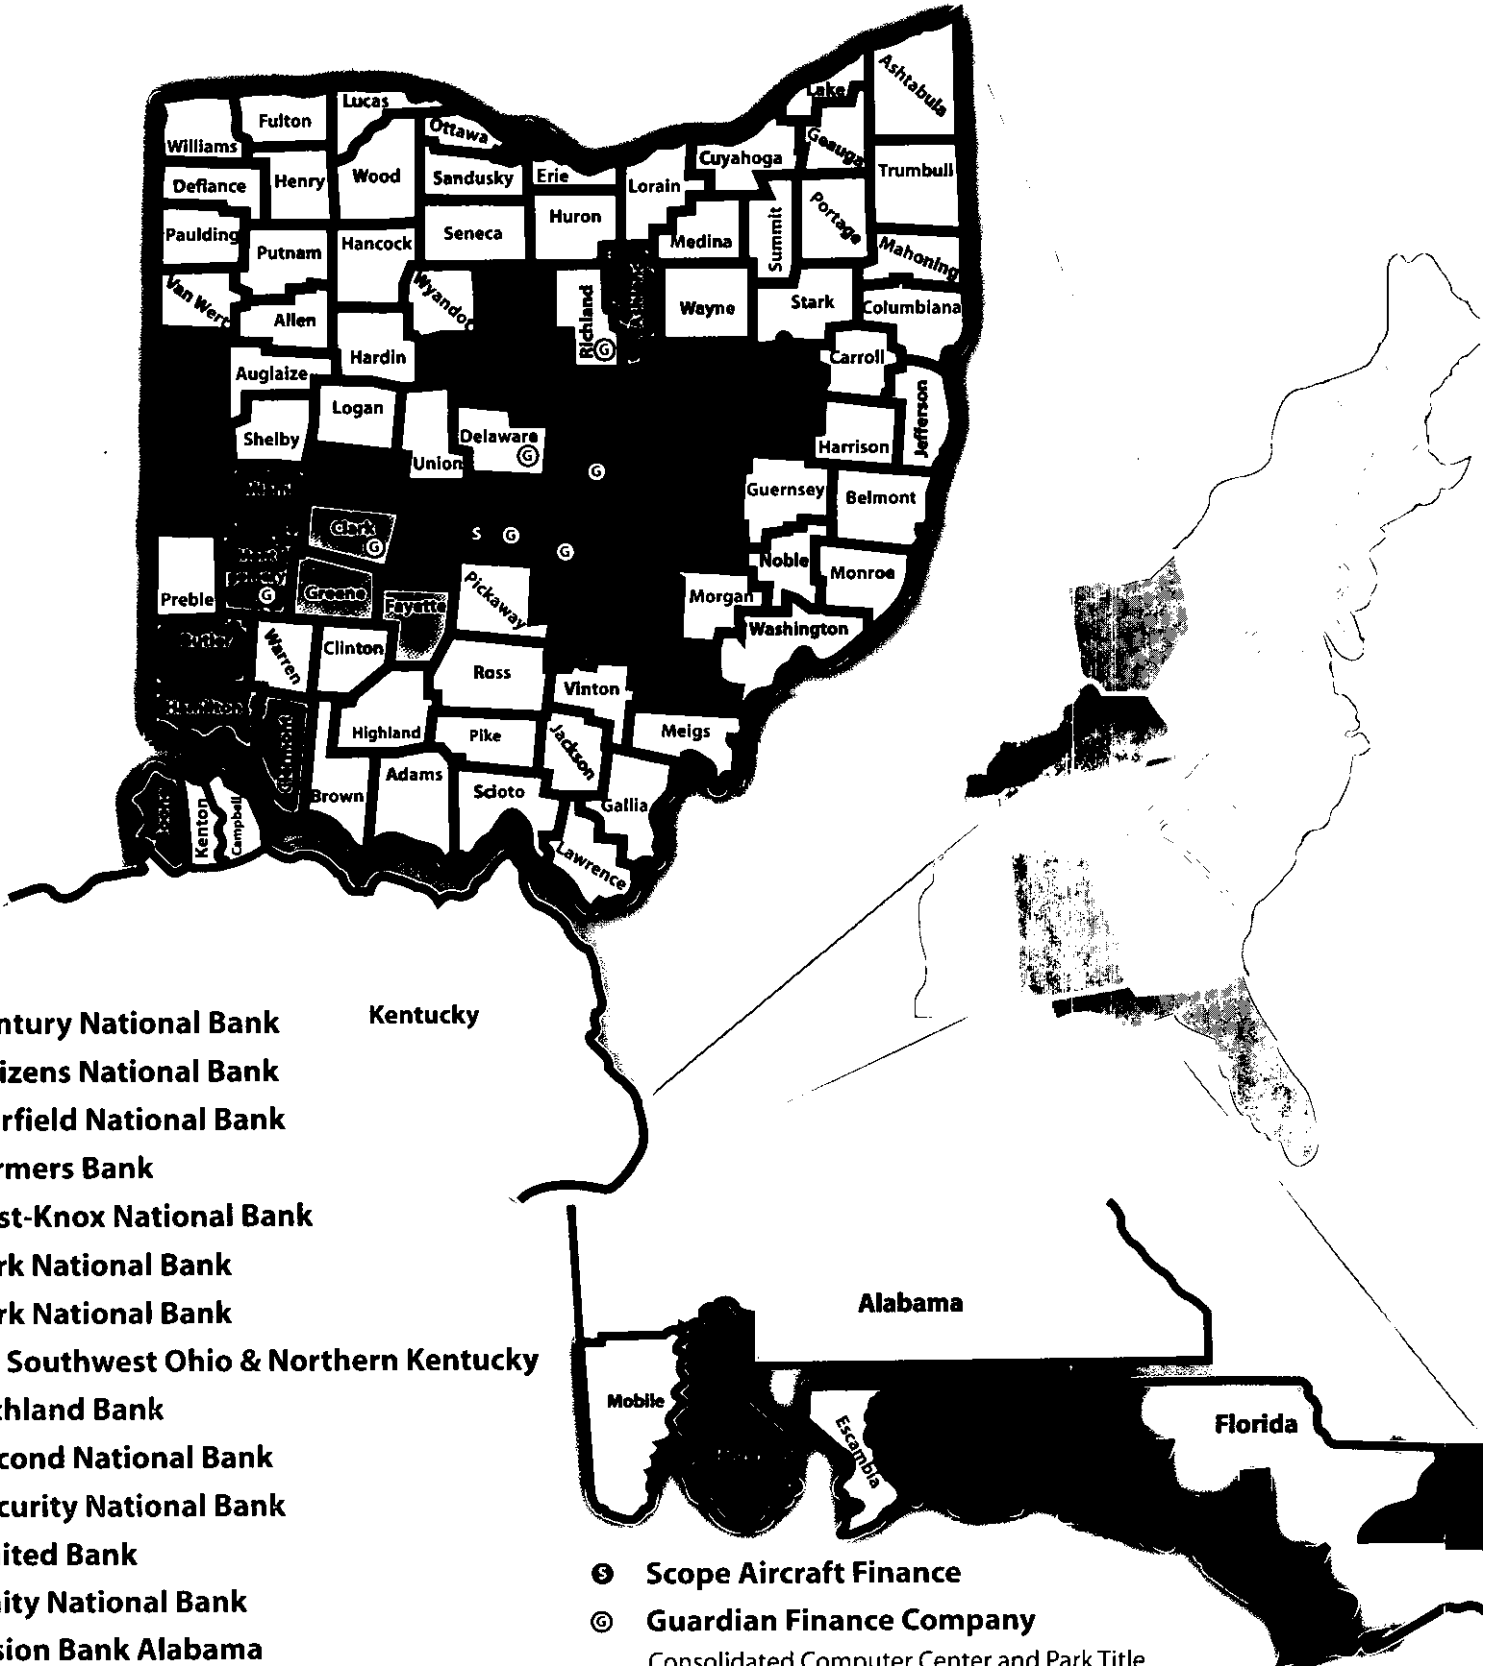 Ashtabula
Lake
Lucas
Fulton
Ottawa
Geauga
Williams
Cuyahoga
Trumbull
Defiance
Henry
Wood
Sandusky
Erie
Lorain
Portage
Huron
Summit
Paulding
Putnam
Hancock
Seneca
Medina
Mahoning
Van Wert
Wyandot
Richland
Ashland
Wayne
Stark
Columbiana
Allen
Hardin
Carroll
Auglaize
Jefferson
Logan
Shelby
Union
Delaware
Harrison
G
G
G
Guernsey
Belmont
Miami
Clark
G
S
G
G
Noble
Monroe
Preble
G
Greene
Fayette
Pickaway
Morgan
Washington
Butler
Warren
Clinton
Ross
Vinton
Hamilton
Clermont
Highland
Pike
Jackson
Meigs
Brown
Adams
Scioto
Gallia
Kenton
Campbell
Lawrence
Kentucky
ntury National Bank
izens National Bank
rfield National Bank
rmers Bank
st-Knox National Bank
rk National Bank
rk National Bank
Southwest Ohio & Northern Kentucky
hland Bank
cond National Bank
curity National Bank
ited Bank
ity National Bank
sion Bank Alabama
Alabama
Mobile
Escambia
Florida
S Scope Aircraft Finance
G Guardian Finance Company
Consolidated Computer Center and Park Title